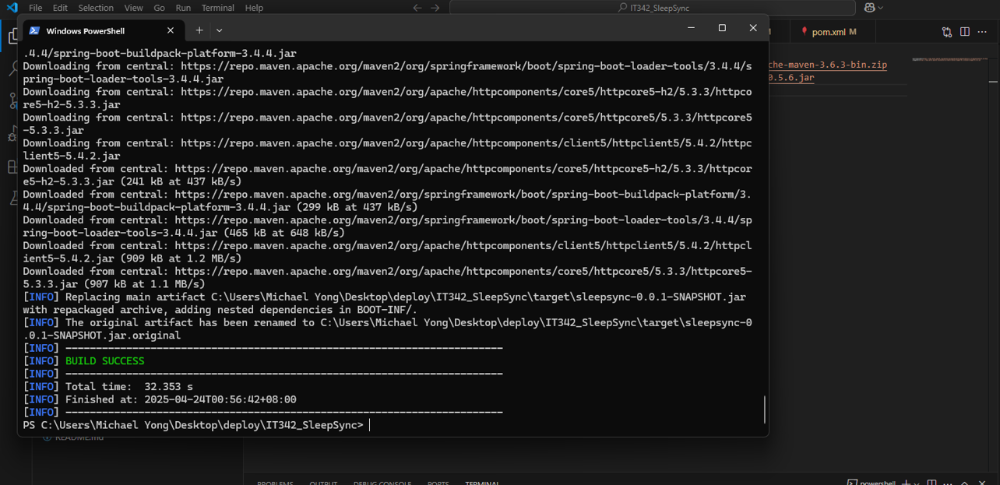 File Edit Selection View Go Run Terminal Help
IT342_SleepSync
Windows PowerShell
pom.xml M
che-maven-3.6.3-bin.zip
0.5.6.jar
.4.4/spring-boot-buildpack-platform-3.4.4.jar
Downloading from central: https://repo.maven.apache.org/maven2/org/springframework/boot/spring-boot-loader-tools/3.4.4/s
pring-boot-loader-tools-3.4.4.jar
Downloading from central: https://repo.maven.apache.org/maven2/org/apache/httpcomponents/core5/httpcore5-h2/5.3.3/httpco
re5-h2-5.3.3.jar
Downloading from central: https://repo.maven.apache.org/maven2/org/apache/httpcomponents/core5/httpcore5/5.3.3/httpcore5
-5.3.3.jar
Downloading from central: https://repo.maven.apache.org/maven2/org/apache/httpcomponents/client5/httpclient5/5.4.2/httpc
lient5-5.4.2.jar
Downloaded from central: https://repo.maven.apache.org/maven2/org/apache/httpcomponents/core5/httpcore5-h2/5.3.3/httpcor
e5-h2-5.3.3.jar (241 kB at 437 kB/s)
Downloaded from central: https://repo.maven.apache.org/maven2/org/springframework/boot/spring-boot-buildpack-platform/3.
4.4/spring-boot-buildpack-platform-3.4.4.jar (299 kB at 437 kB/s)
Downloaded from central: https://repo.maven.apache.org/maven2/org/springframework/boot/spring-boot-loader-tools/3.4.4/sp
ring-boot-loader-tools-3.4.4.jar (465 kB at 648 kB/s)
Downloaded from central: https://repo.maven.apache.org/maven2/org/apache/httpcomponents/client5/httpclient5/5.4.2/httpcl
ient5-5.4.2.jar (909 kB at 1.2 MB/s)
Downloaded from central: https://repo.maven.apache.org/maven2/org/apache/httpcomponents/core5/httpcore5/5.3.3/httpcore5-
5.3.3.jar (907 kB at 1.1 MB/s)
[INFO] Replacing main artifact C:\Users\Michael Yong\Desktop\deploy\IT342_SleepSync\target\sleepsync-0.0.1-SNAPSHOT.jar
with repackaged archive, adding nested dependencies in BOOT-INF/.
[INFO] The original artifact has been renamed to C:\Users\Michael Yong\Desktop\deploy\IT342_SleepSync\target\sleepsync-0
.0.1-SNAPSHOT.jar.original
[INFO] ------------------------------------------------------------------------
[INFO] BUILD SUCCESS
[INFO] ------------------------------------------------------------------------
[INFO] Total time:  32.353 s
[INFO] Finished at: 2025-04-24T00:56:42+08:00
[INFO] ------------------------------------------------------------------------
PS C:\Users\Michael Yong\Desktop\deploy\IT342_SleepSync>
README.md
PROBLEMS OUTPUT DEBUG CONSOLE PORTS TERMINAL
powershell